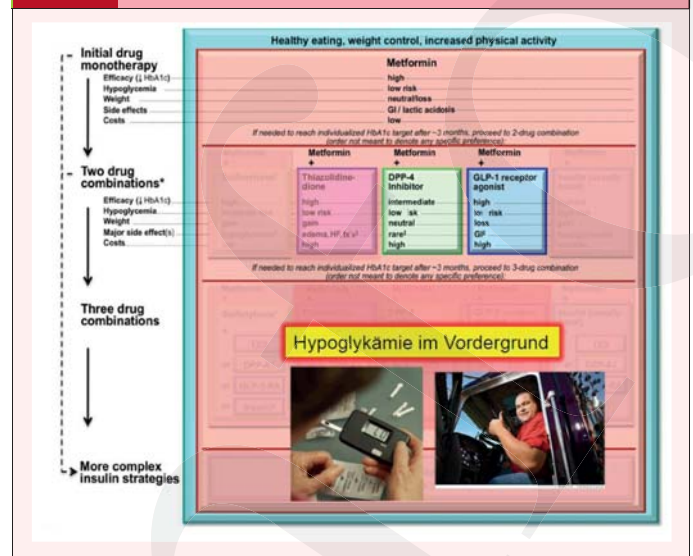 Healthy eating, weight control, increased physical activity
Initial drug
monotherapy
Metformin
Efficacy (↓ HbA1c)
high
Hypoglycemia
low risk
Weight
neutral/loss
Side effects
GI / lactic acidosis
Costs
low
If needed to reach individualized HbA1c target after ~3 months, proceed to 2-drug combination
(order not meant to denote any specific preference):
Two drug
combinations*
Metformin
+
Thiazolidine-
dione
Metformin
+
DPP-4
Inhibitor
Metformin
+
GLP-1 receptor
agonist
Efficacy (↓ HbA1c)
high
intermediate
high
Hypoglycemia
low risk
Weight
gain
neutral
loss
Major side effect(s)
rare
GI
Costs
high
high
high
If needed to reach individualized HbA1c target after ~3 months, proceed to 3-drug combination
(order not meant to denote any specific preference):
Three drug
combinations
Hypoglykämie im Vordergrund
More complex
insulin strategies